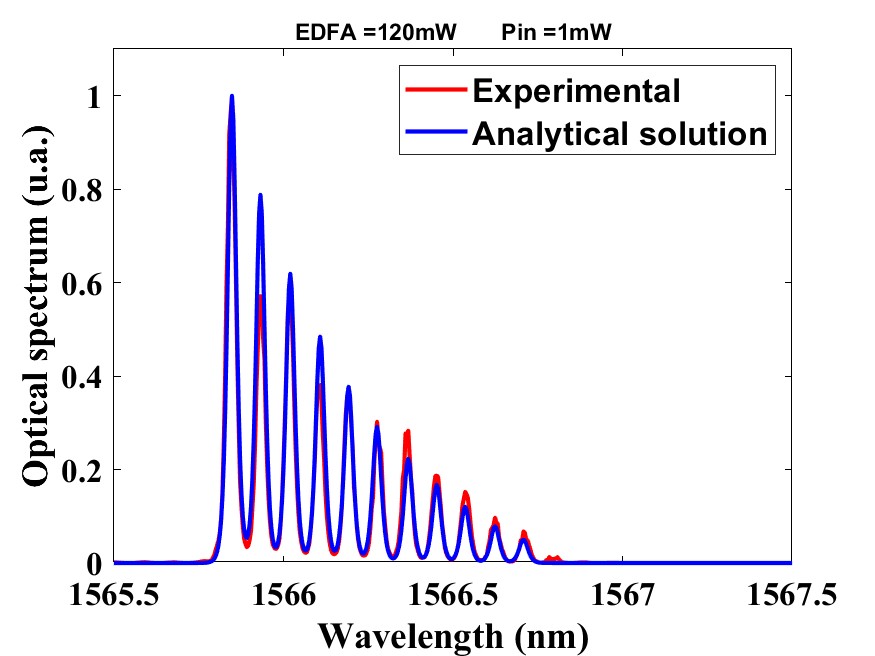 EDFA =120mW Pin =1mW
Experimental
Analytical solution
Optical spectrum (u.a.)
1
0.8
0.6
0.4
0.2
0
1565.5 1566 1566.5 1567 1567.5
Wavelength (nm)